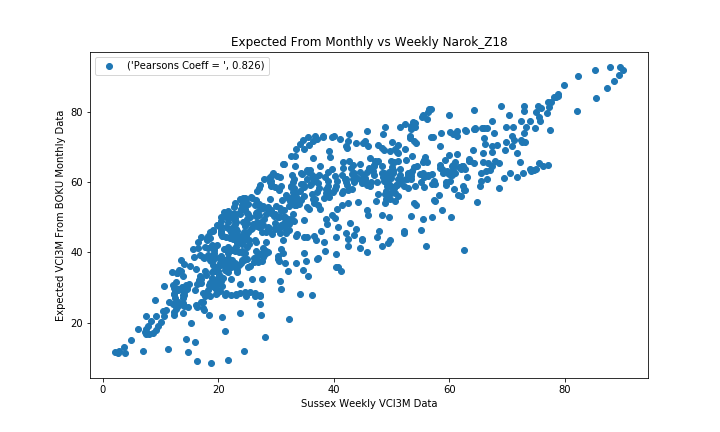 Expected From Monthly vs Weekly Narok_Z18
('Pearsons Coeff = ', 0.826)
Expected VCI3M From BOKU Monthly Data
80
60
40
20
0
20
40
60
80
Sussex Weekly VCI3M Data